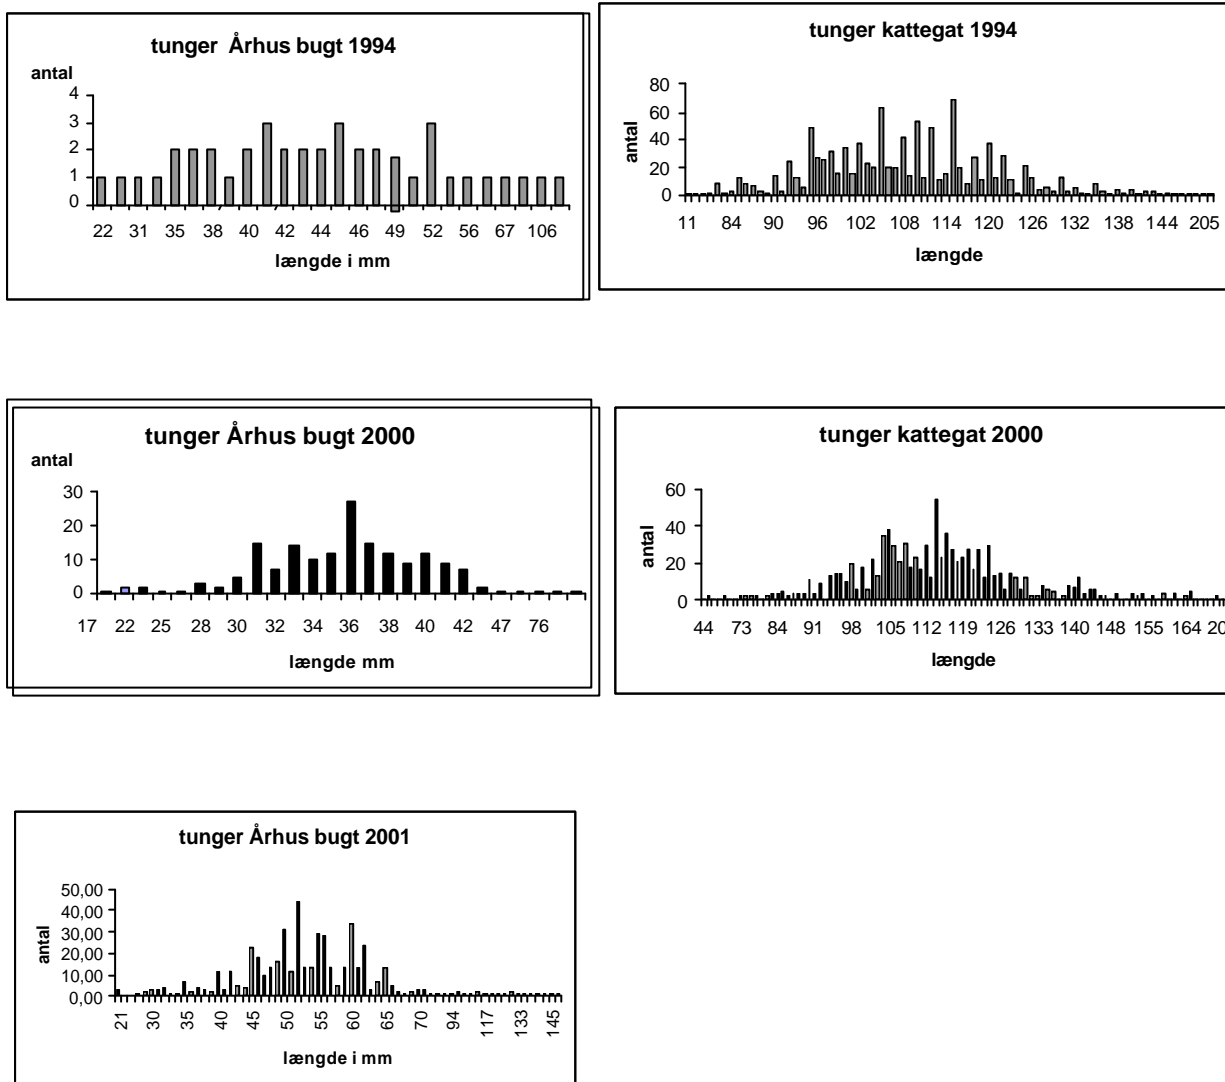 tunger Århus bugt 1994
antal
4
3
2
1
0
22 31 35 38 40 42 44 46 49 52 56 67 106
længde i mm
tunger kattegat 1994
antal
80
60
40
20
0
11 84 90 96 102 108 114 120 126 132 138 144 205
længde
tunger Århus bugt 2000
antal
30
20
10
0
17 22 25 28 30 32 34 36 38 40 42 47 76
længde mm
tunger kattegat 2000
antal
60
40
20
0
44 73 84 91 98 105 112 119 126 133 140 148 155 164 20
længde
tunger Århus bugt 2001
antal
50,00
40,00
30,00
20,00
10,00
0,00
21 30 35 40 45 50 55 60 65 70 94 117 133 145
længde i mm